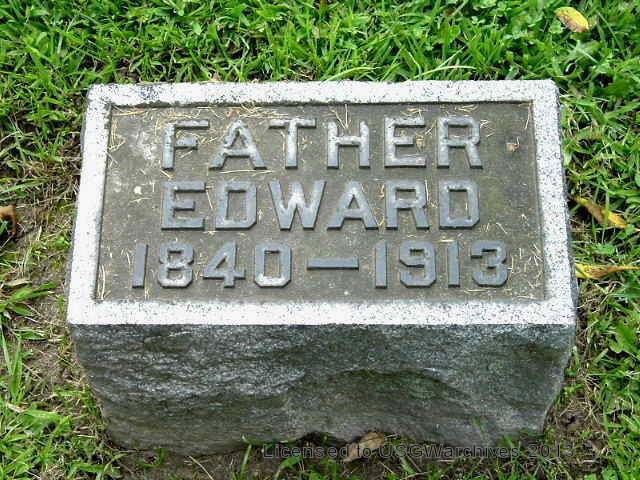 FATHER
EDWARD
1840 — 1913
Licensed to USGWarchives 2013